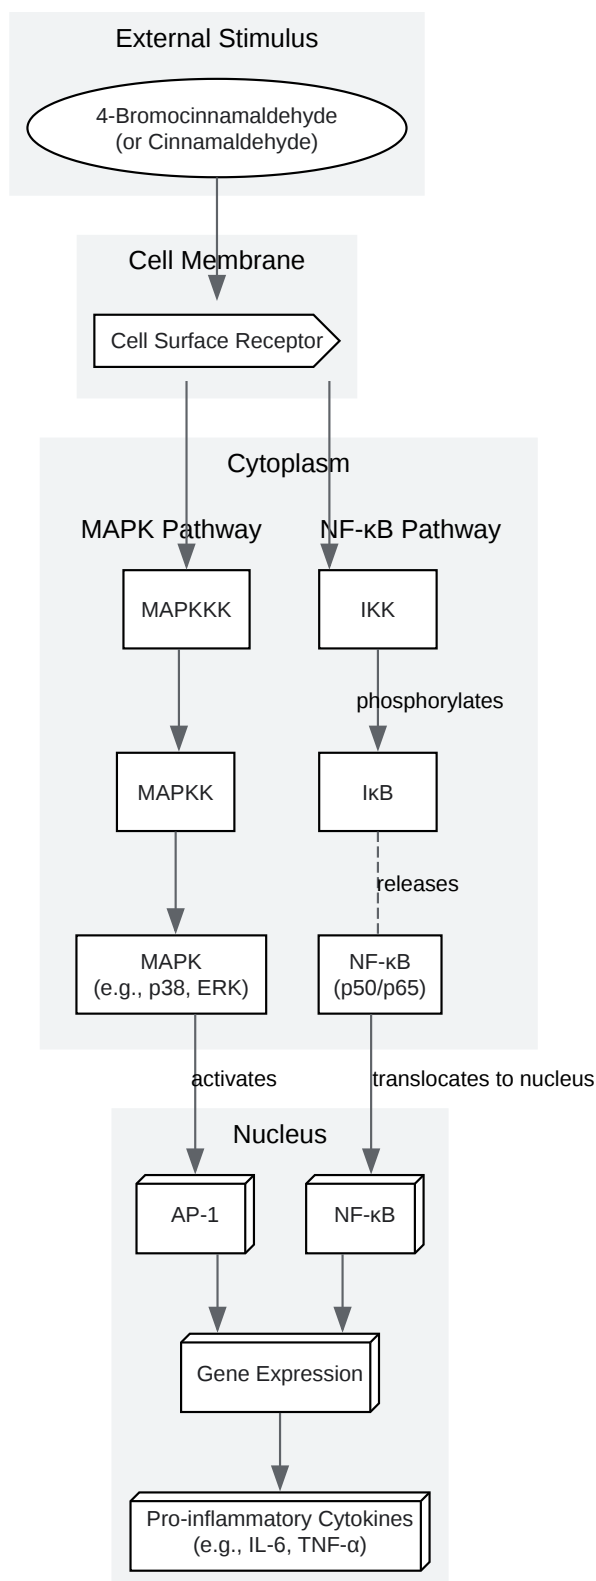 External Stimulus
4-Bromocinnamaldehyde
(or Cinnamaldehyde)
Cell Membrane
Cell Surface Receptor
Cytoplasm
MAPK Pathway
NF-κB Pathway
MAPKKK
IKK
phosphorylates
MAPKK
IκB
releases
MAPK
(e.g., p38, ERK)
NF-κB
(p50/p65)
activates
translocates to nucleus
Nucleus
AP-1
NF-κB
Gene Expression
Pro-inflammatory Cytokines
(e.g., IL-6, TNF-α)